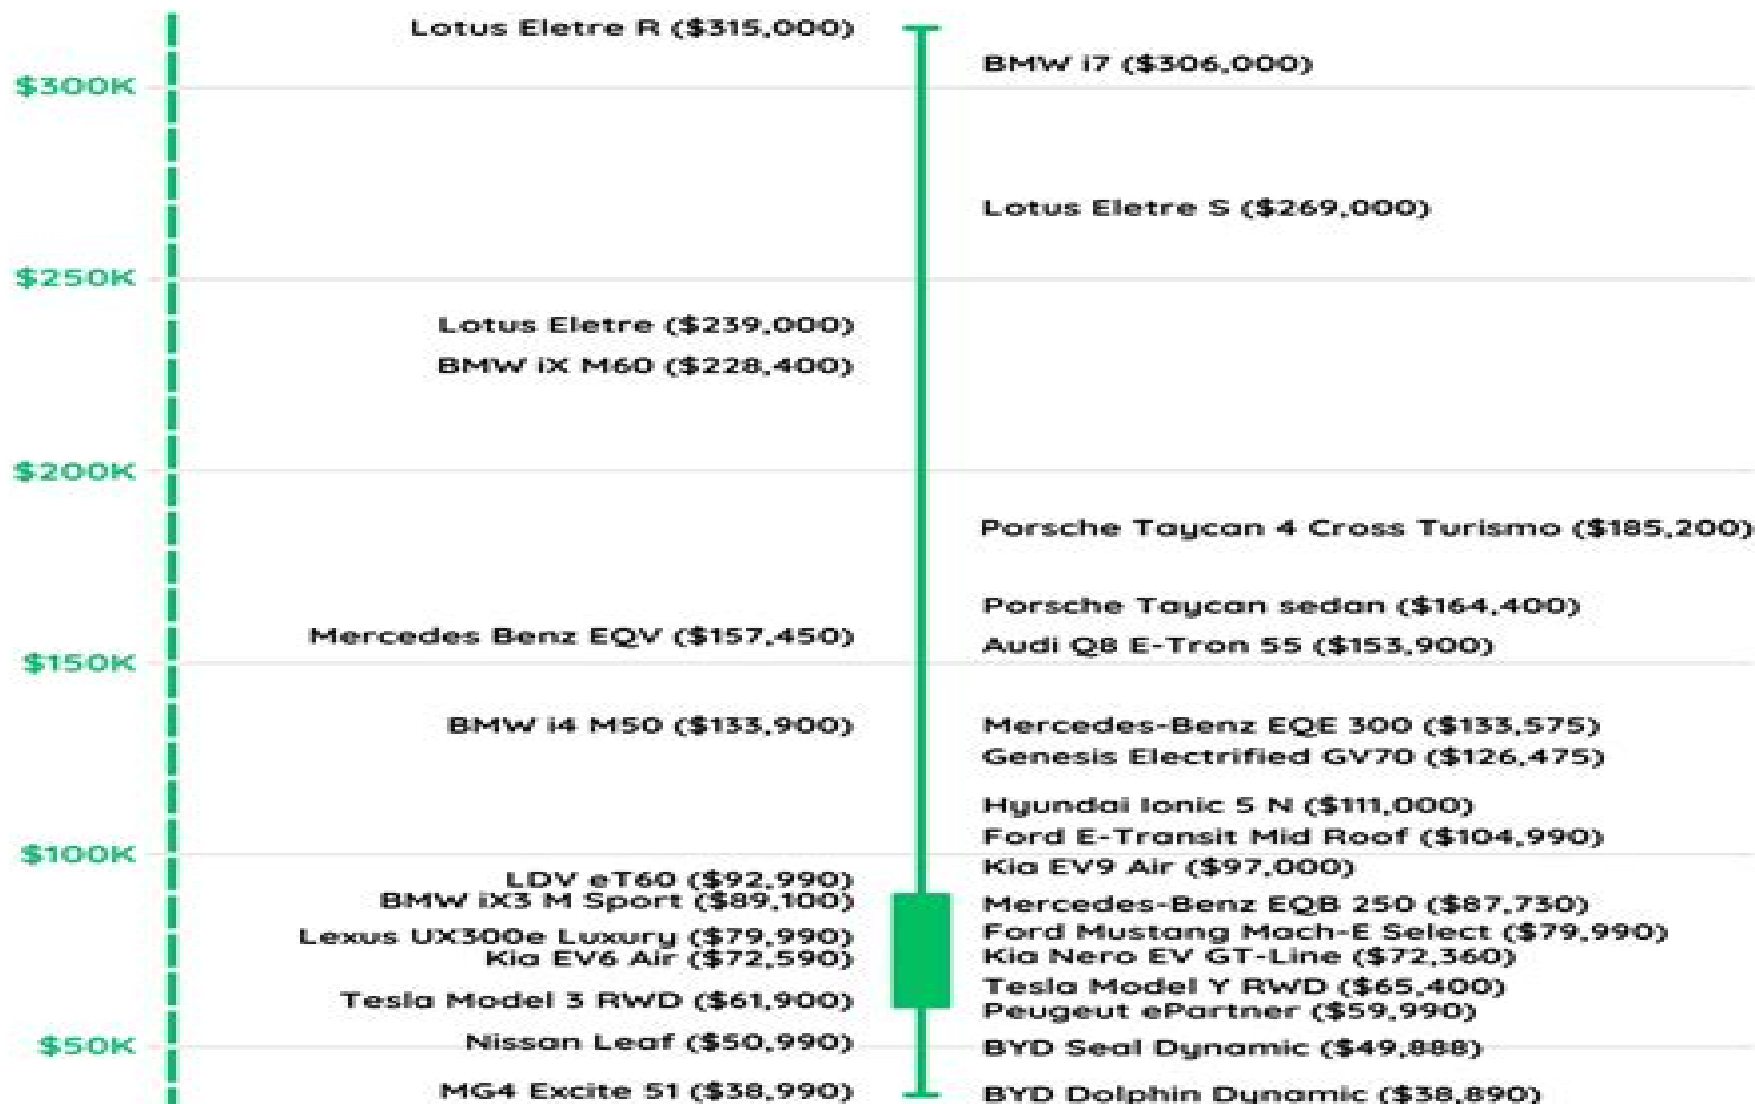 Lotus Eletre R ($315,000)
BMW i7 ($306,000)
$300K
Lotus Eletre S ($269,000)
$250K
Lotus Eletre ($239,000)
BMW iX M60 ($228,400)
$200K
Porsche Taycan 4 Cross Turismo ($185,200)
Porsche Taycan sedan ($164,400)
Mercedes Benz EQV ($157,450)
Audi Q8 E-Tron 55 ($153,900)
$150K
BMW i4 M50 ($133,900)
Mercedes-Benz EQE 300 ($133,575)
Genesis Electrified GV70 ($126,475)
Hyundai Ionic 5 N ($111,000)
Ford E-Transit Mid Roof ($104,990)
$100K
Kia EV9 Air ($97,000)
LDV eT60 ($92,990)
BMW iX3 M Sport ($89,100)
Mercedes-Benz EQB 250 ($87,730)
Lexus UX300e Luxury ($79,990)
Ford Mustang Mach-E Select ($79,990)
Kia EV6 Air ($72,590)
Kia Nero EV GT-Line ($72,360)
Tesla Model Y RWD ($65,400)
Tesla Model 3 RWD ($61,900)
Peugeut ePartner ($59,990)
Nissan Leaf ($50,990)
$50K
BYD Seal Dynamic ($49,888)
MG4 Excite 51 ($38,990)
BYD Dolphin Dynamic ($38,890)